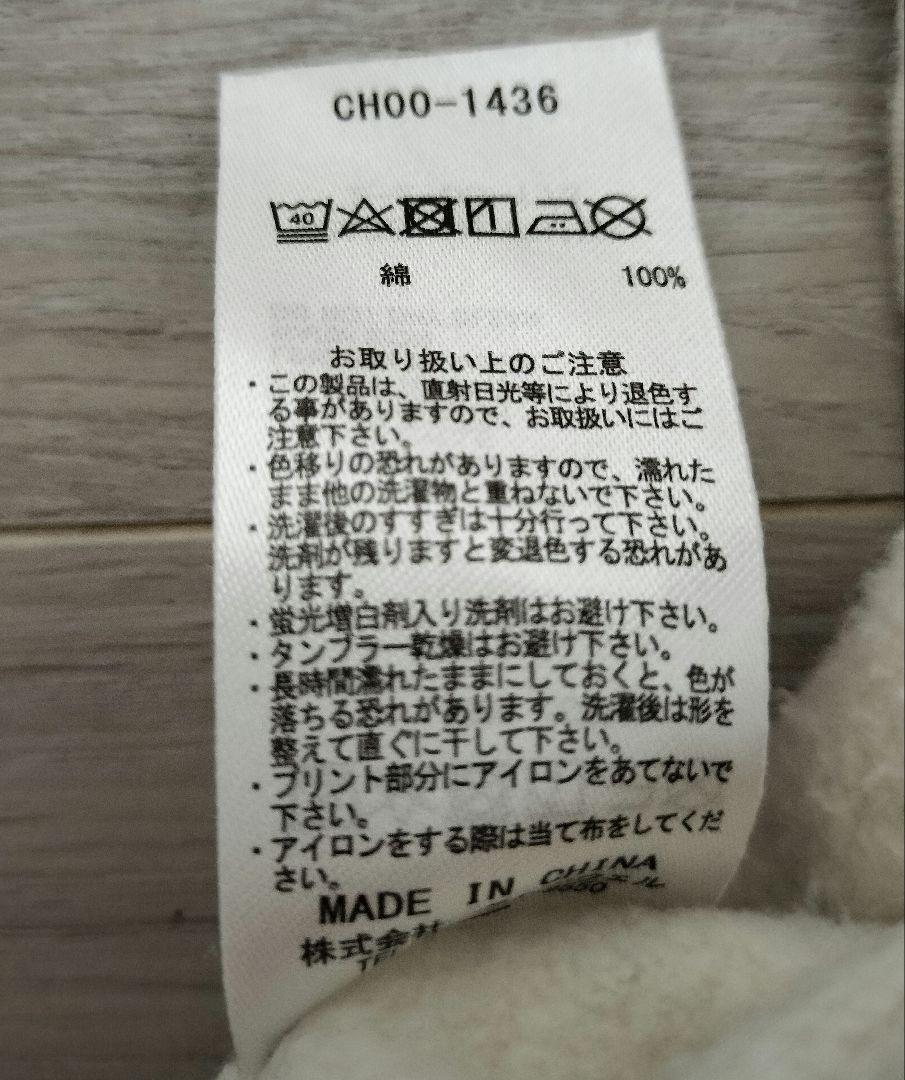 CH00-1436
40
綿 100%
お取り扱い上のご注意
・この製品は、直射日光等により退色す
る事がありますので、お取扱いにはご
注意下さい。
・色移りの恐れがありますので、濡れた
まま他の洗濯物と重ねないで下さい。
・洗濯後のすすぎは十分行って下さい。
洗剤が残りますと変退色する恐れがあ
ります。
・蛍光増白剤入り洗剤はお避け下さい。
・タンブラー乾燥はお避け下さい。
・長時間濡れたままにしておくと、色が
落ちる恐れがあります。洗濯後は形を
整えて直ぐに干して下さい。
・プリント部分にアイロンをあてないで
下さい。
・アイロンをする際は当て布をしてくだ
さい。
MADE IN CHINA
株式会社
TEL